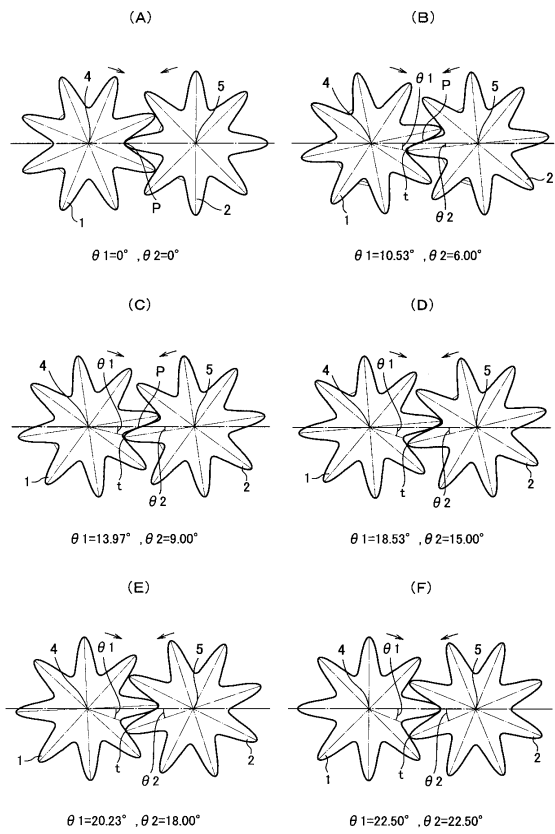 (A)
4
5
P
1
2
θ1=0° ,θ2=0°
(B)
θ1
4
P
5
t
1
θ2
2
θ1=10.53° ,θ2=6.00°
(C)
4
θ1
P
5
1
t
θ2
2
θ1=13.97° ,θ2=9.00°
(D)
4
θ1
5
1
t
θ2
2
θ1=18.53° ,θ2=15.00°
(E)
4
θ1
5
1
t
θ2
2
θ1=20.23° ,θ2=18.00°
(F)
4
θ1
5
1
t
θ2
2
θ1=22.50° ,θ2=22.50°